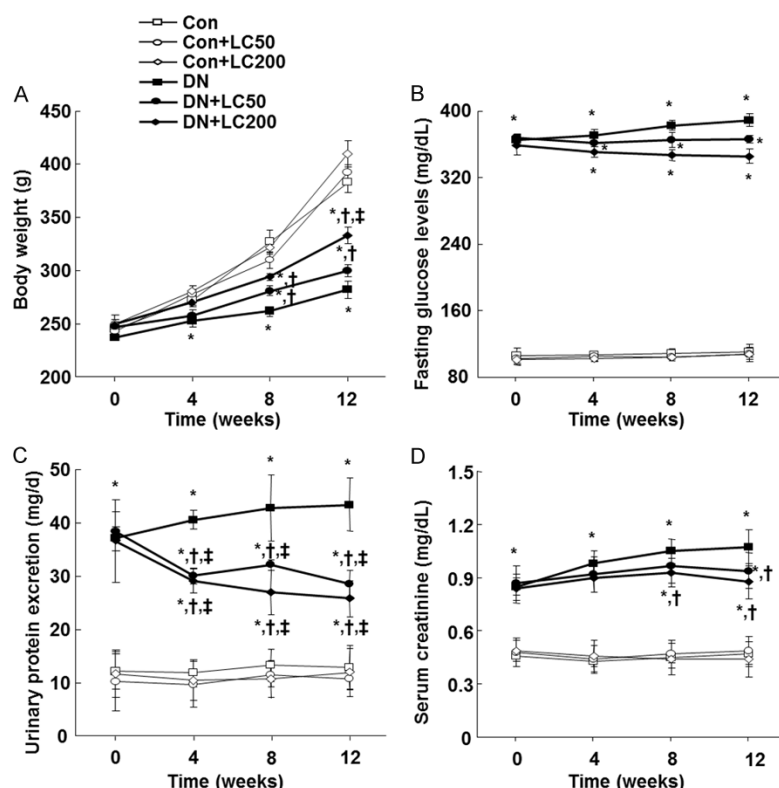 Con
Con+LC50
Con+LC200
DN
DN+LC50
DN+LC200
A
Body weight (g)
450
400
350
300
250
200
*,†,‡
*,†
*,†
*,†
*
*
*
0 4 8 12
Time (weeks)
B
Fasting glucose levels (mg/dL)
400
360
320
160
80
* * * *
* * *
* * *
0 4 8 12
Time (weeks)
C
Urinary protein excretion (mg/d)
50
40
30
20
10
0
* * * *
*,†,‡ *,†,‡ *,†,‡
*,†,‡ *,†,‡ *,†,‡
0 4 8 12
Time (weeks)
D
Serum creatinine (mg/dL)
1.5
1.2
0.9
0.6
0.3
0
* * * *
*,†
*,† *,†
0 4 8 12
Time (weeks)